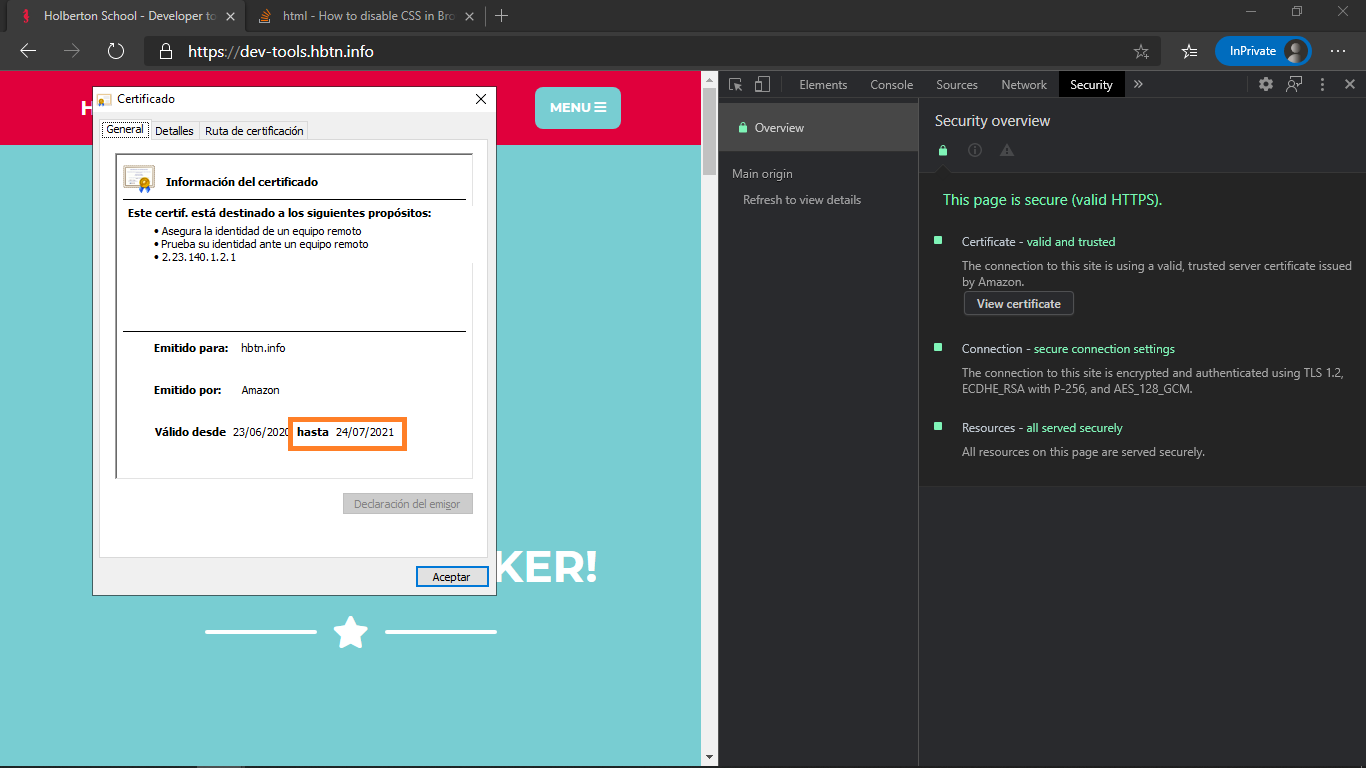 Holberton School - Developer to
html - How to disable CSS in Bro
https://dev-tools.hbtn.info
InPrivate
H
MENU
Certificado
General
Detalles
Ruta de certificación
Información del certificado
Este certif. está destinado a los siguientes propósitos:
• Asegura la identidad de un equipo remoto
• Prueba su identidad ante un equipo remoto
• 2.23.140.1.2.1
Emitido para: hbtn.info
Emitido por: Amazon
Válido desde 23/06/2020 hasta 24/07/2021
Declaración del emisor
Aceptar
KER!
Elements
Console
Sources
Network
Security
Overview
Main origin
Refresh to view details
Security overview
This page is secure (valid HTTPS).
Certificate - valid and trusted
The connection to this site is using a valid, trusted server certificate issued
by Amazon.
View certificate
Connection - secure connection settings
The connection to this site is encrypted and authenticated using TLS 1.2,
ECDHE_RSA with P-256, and AES_128_GCM.
Resources - all served securely
All resources on this page are served securely.